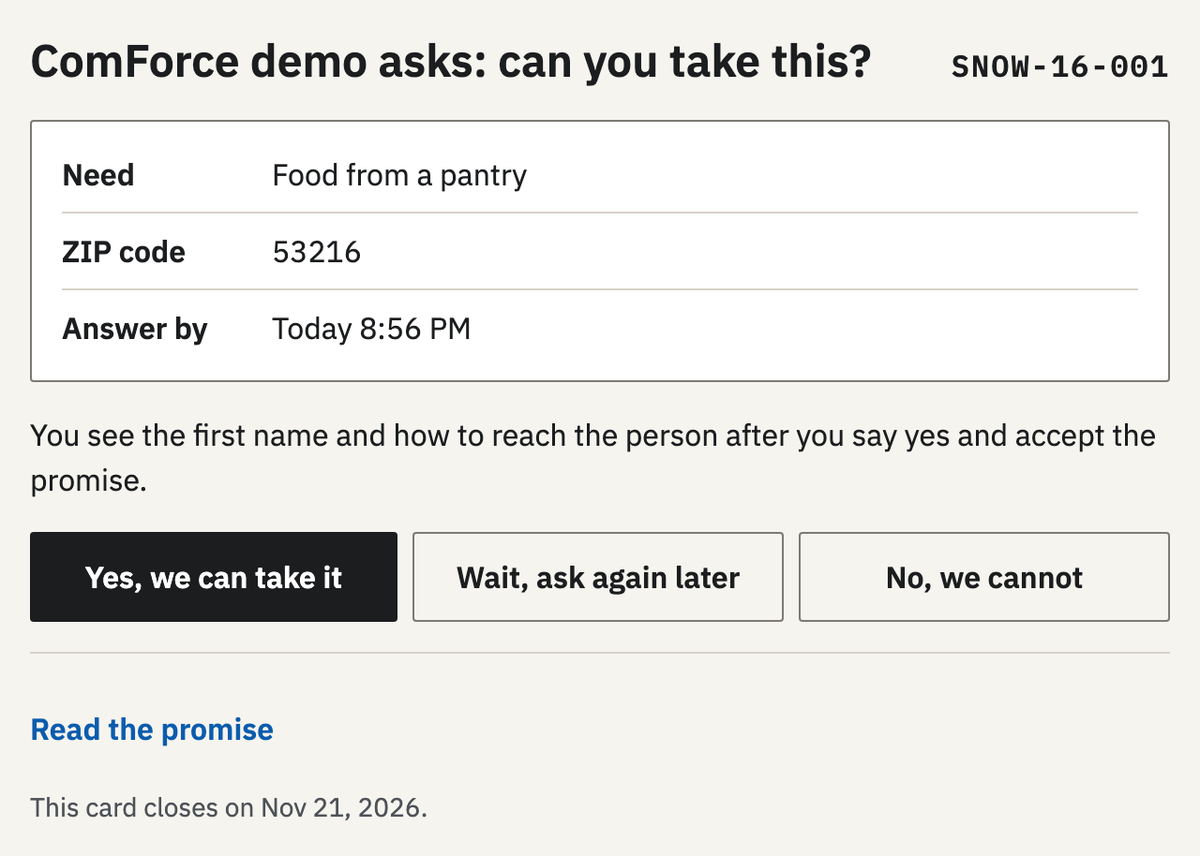 ComForce demo asks: can you take this?
SNOW-16-001
Need Food from a pantry
ZIP code 53216
Answer by Today 8:56 PM
You see the first name and how to reach the person after you say yes and accept the
promise.
Yes, we can take it
Wait, ask again later
No, we cannot
Read the promise
This card closes on Nov 21, 2026.